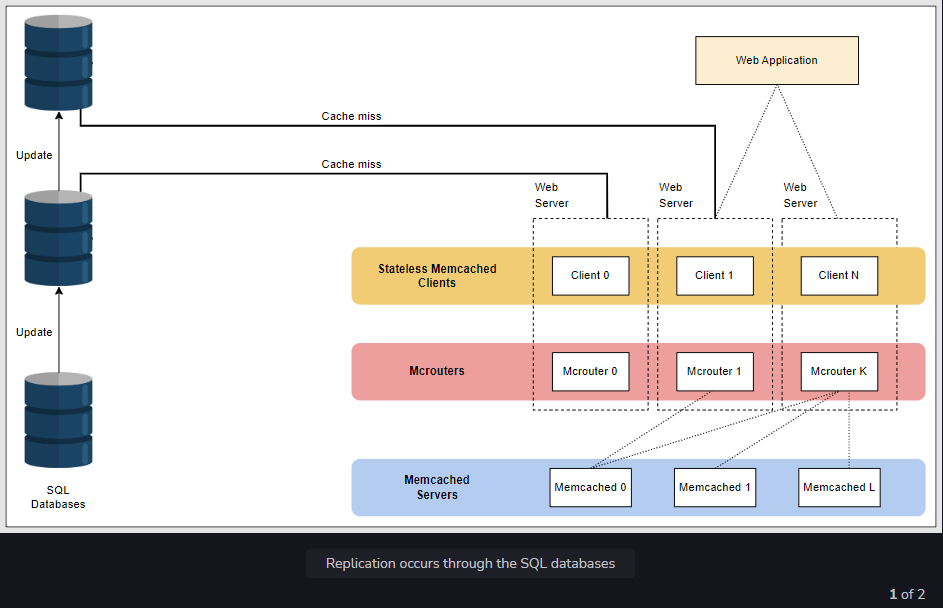 Web Application
Cache miss
Update
Cache miss
Web
Server
Web
Server
Web
Server
Stateless Memcached
Clients
Client 0
Client 1
Client N
Update
Mcrouters
Mcrouter 0
Mcrouter 1
Mcrouter K
Memcached
Servers
Memcached 0
Memcached 1
Memcached L
SQL
Databases
Replication occurs through the SQL databases
1 of 2